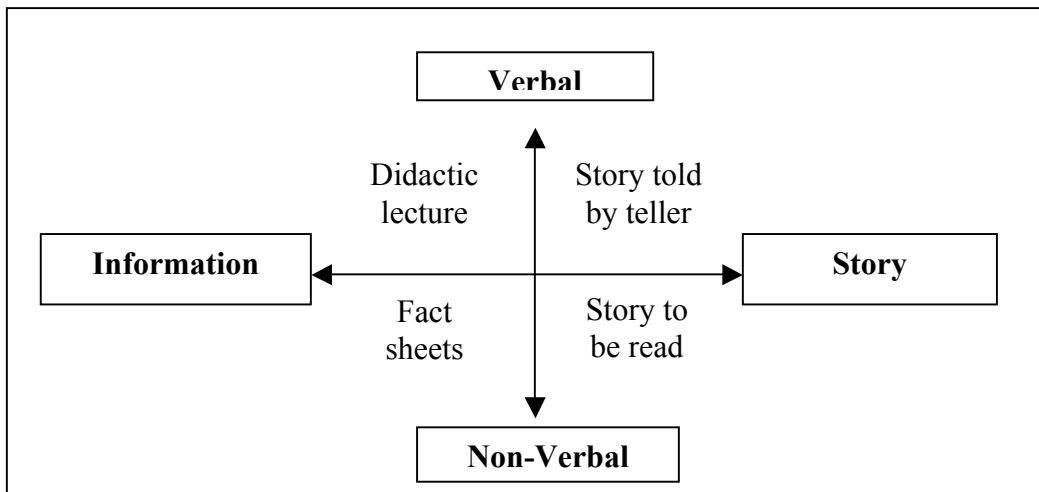 Verbal
Didactic
lecture
Story told
by teller
Information
Story
Fact
sheets
Story to
be read
Non-Verbal